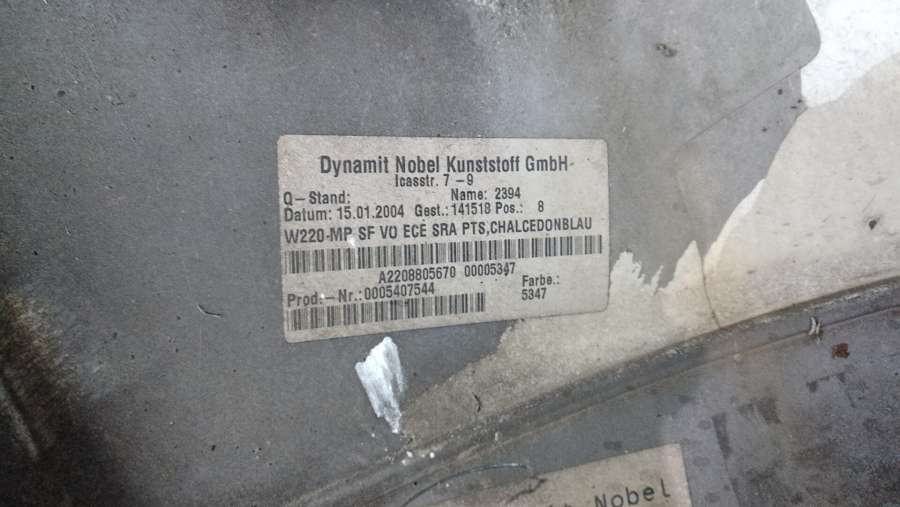 Dynamit Nobel Kunststoff GmbH
Icasstr. 7-9
Q-Stand: Name: 2394
Datum: 15.01.2004 Gest.: 141518 Pos.: 8
W220-MP SF VO ECE SRA PTS,CHALCEDONBLAU
A2208805670 00005347
Prod.-Nr.:0005407544 Farbe:
5347
Nobel